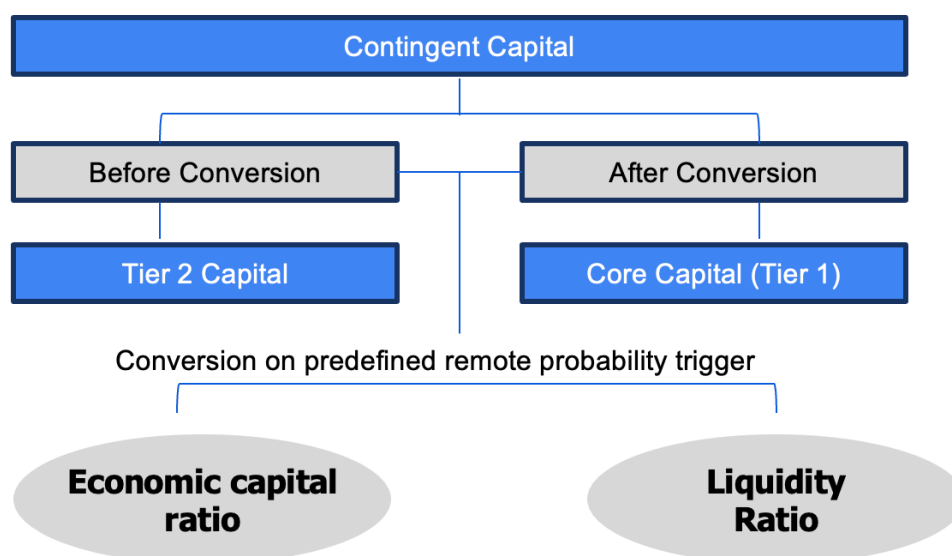 Contingent Capital
Before Conversion
After Conversion
Tier 2 Capital
Core Capital (Tier 1)
Conversion on predefined remote probability trigger
Economic capital
ratio
Liquidity
Ratio